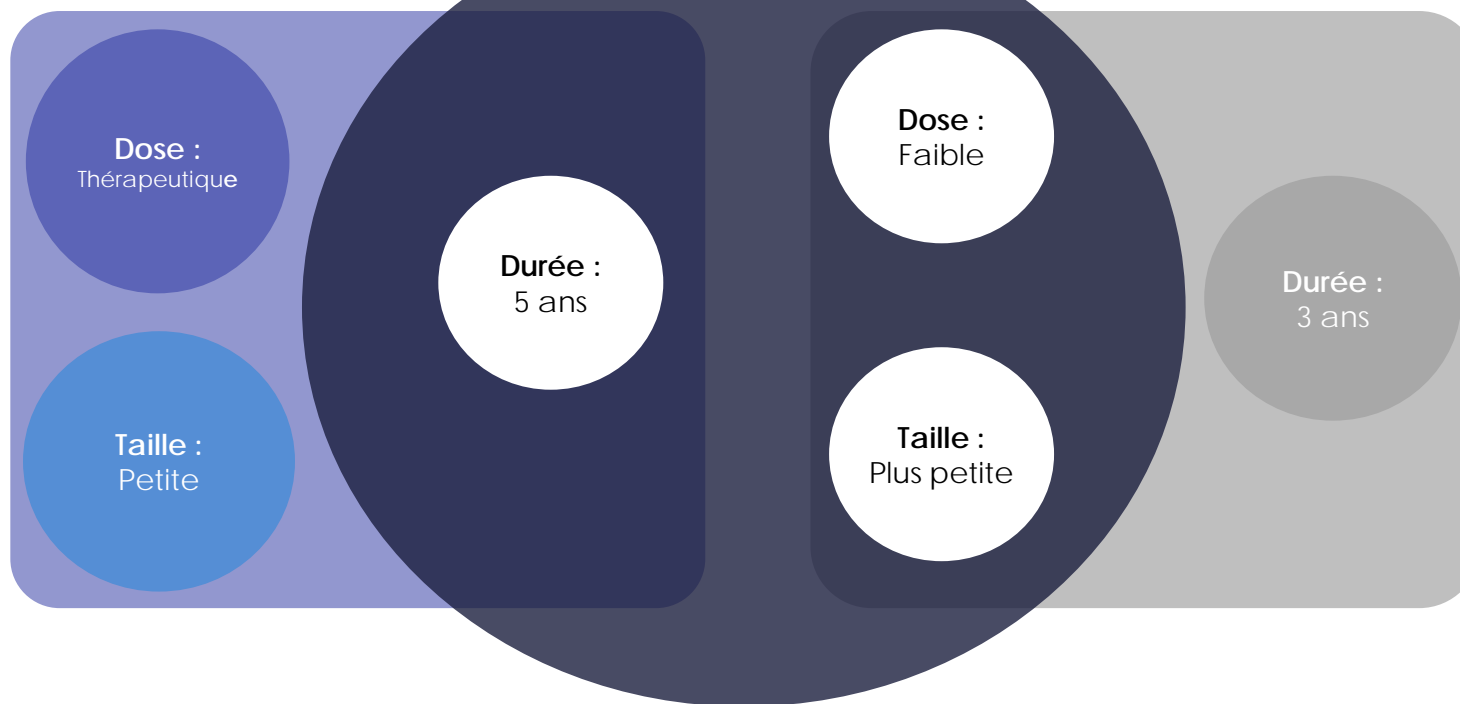 Dose :
Thérapeutique
Taille :
Petite
Durée :
5 ans
Dose :
Faible
Taille :
Plus petite
Durée :
3 ans